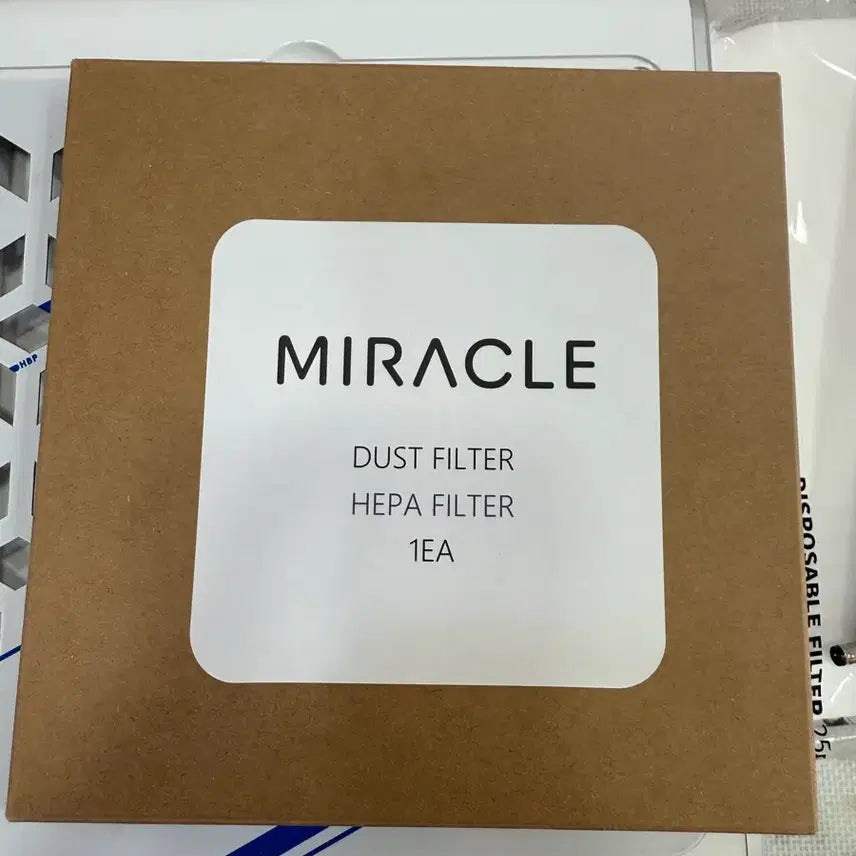 MIRACLE
DUST FILTER
HEPA FILTER
1EA
HBP
DISPOSABLE FILTER